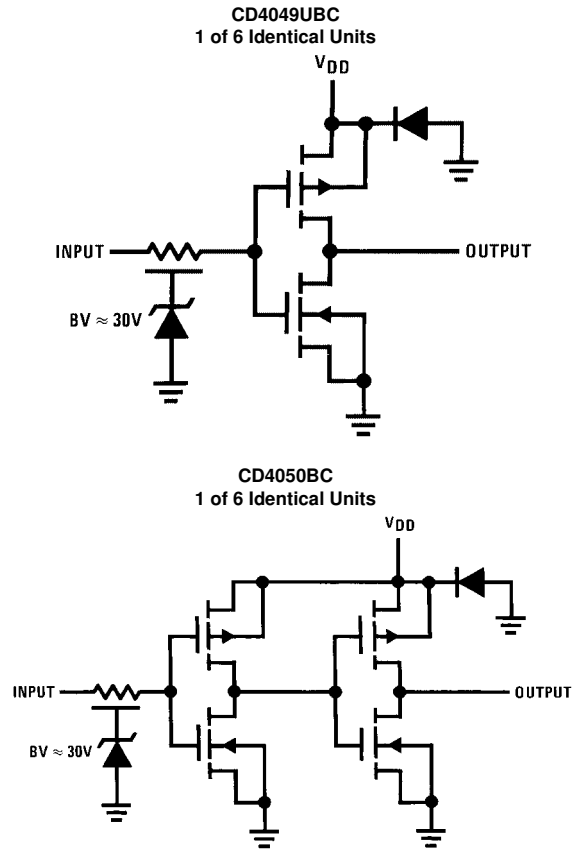 CD4049UBC
1 of 6 Identical Units
VDD
INPUT
OUTPUT
BV ≈ 30V
CD4050BC
1 of 6 Identical Units
VDD
INPUT
OUTPUT
BV ≈ 30V